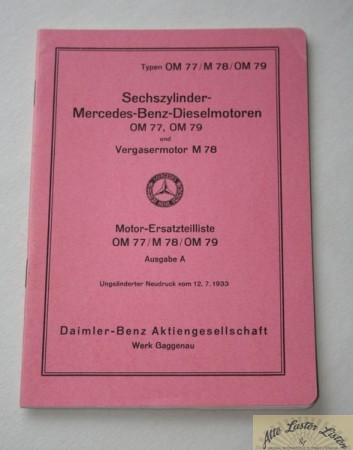 Typen OM 77/M 78/OM 79
Sechszylinder-
Mercedes-Benz-Dieselmotoren
OM 77, OM 79
und
Vergasermotor M 78
Motor-Ersatzteilliste
OM 77/M 78/OM 79
Ausgabe A
Ungeänderter Neudruck vom 12. 7. 1933
Daimler-Benz Aktiengesellschaft
Werk Gaggenau
Alte Laster Listen